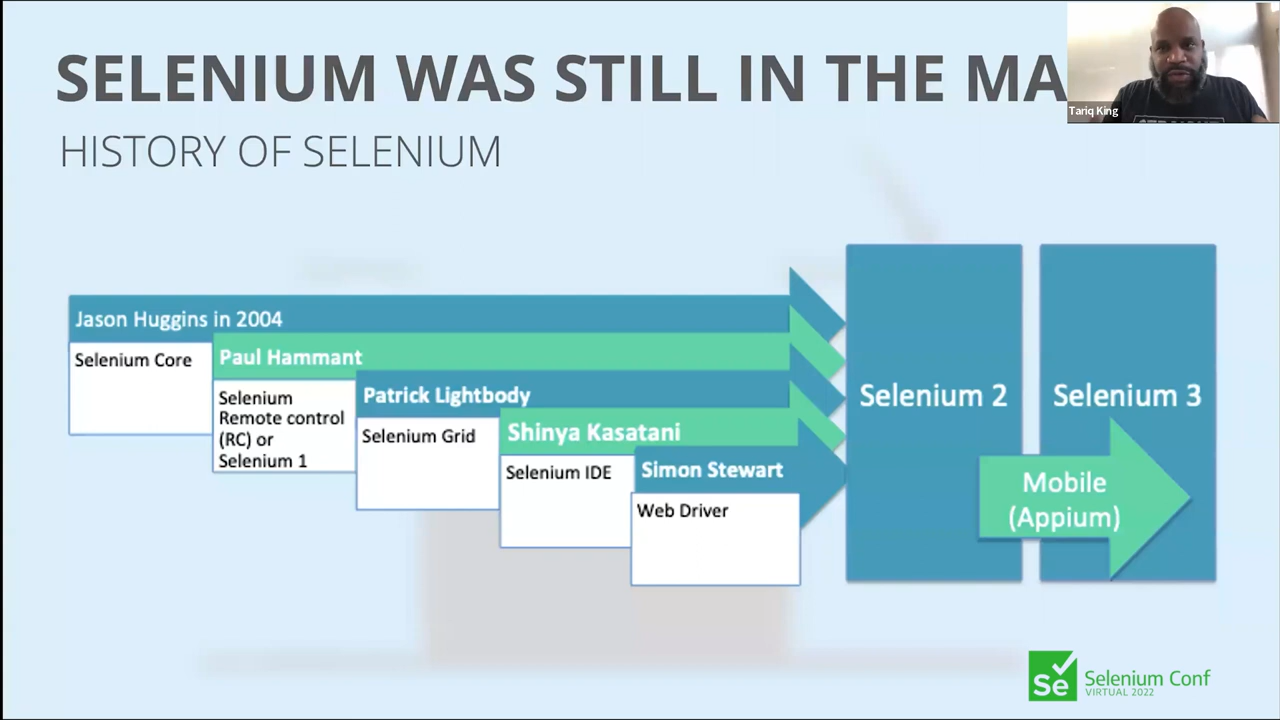 SELENIUM WAS STILL IN THE MA
Tariq King
HISTORY OF SELENIUM
Jason Huggins in 2004
Selenium Core
Paul Hammant
Selenium
Remote control
(RC) or
Selenium 1
Patrick Lightbody
Selenium Grid
Shinya Kasatani
Selenium IDE
Simon Stewart
Web Driver
Selenium 2
Selenium 3
Mobile
(Appium)
Se
Selenium Conf
VIRTUAL 2022